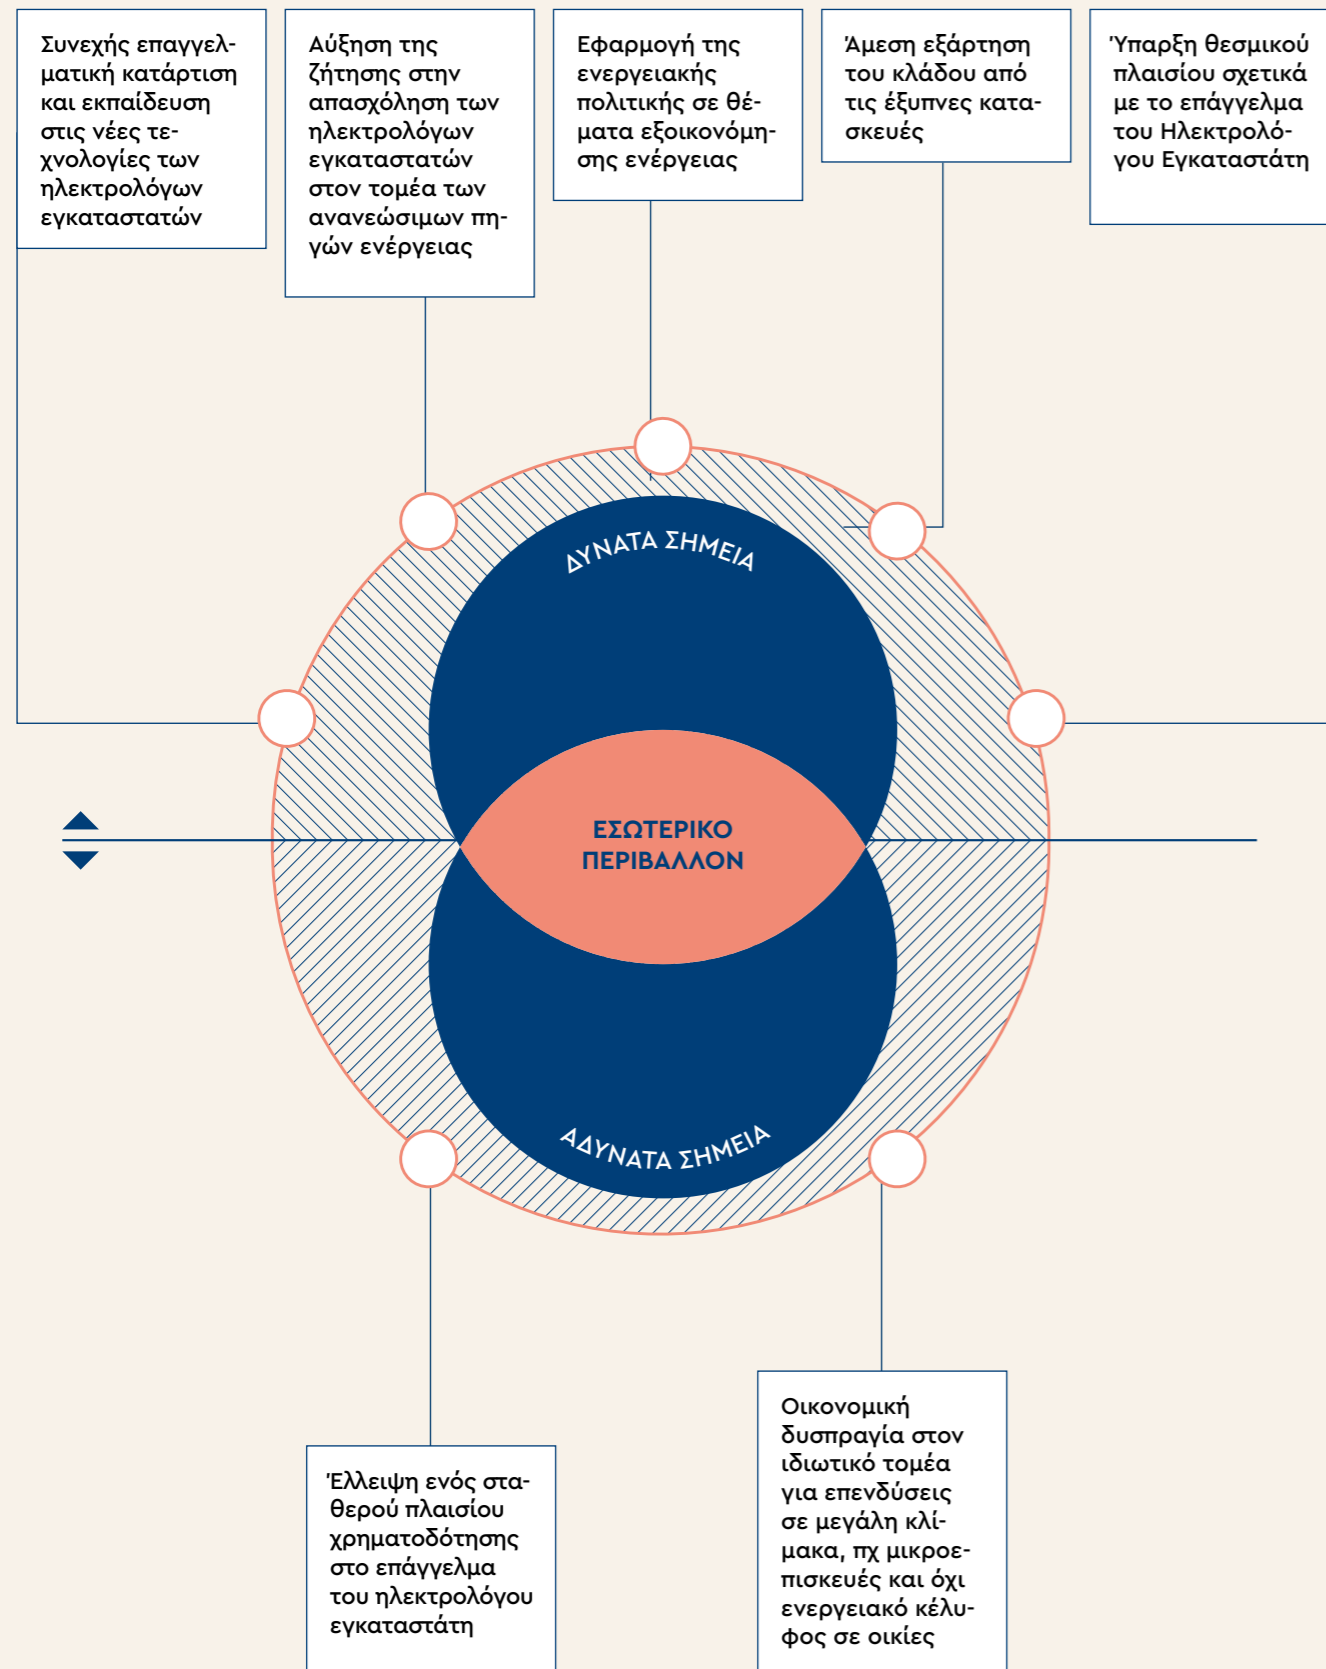 Συνεχής επαγγελ-
ματική κατάρτιση
και εκπαίδευση
στις νέες τε-
χνολογίες των
ηλεκτρολόγων
εγκαταστατών
Αύξηση της
ζήτησης στην
απασχόληση των
ηλεκτρολόγων
εγκαταστατών
στον τομέα των
ανανεώσιμων πη-
γών ενέργειας
Εφαρμογή της
ενεργειακής
πολιτικής σε θέ-
ματα εξοικονόμη-
σης ενέργειας
Άμεση εξάρτηση
του κλάδου από
τις έξυπνες κατα-
σκευές
Ύπαρξη θεσμικού
πλαισίου σχετικά
με το επάγγελμα
του Ηλεκτρολό-
γου Εγκαταστάτη
ΔΥΝΑΤΑ ΣΗΜΕΙΑ
ΕΣΩΤΕΡΙΚΟ
ΠΕΡΙΒΑΛΛΟΝ
ΑΔΥΝΑΤΑ ΣΗΜΕΙΑ
Έλλειψη ενός στα-
θερού πλαισίου
χρηματοδότησης
στο επάγγελμα
του ηλεκτρολόγου
εγκαταστάτη
Οικονομική
δυσπραγία στον
ιδιωτικό τομέα
για επενδύσεις
σε μεγάλη κλί-
μακα, πχ μικροε-
πισκευές και όχι
ενεργειακό κέλυ-
φος σε οικίες